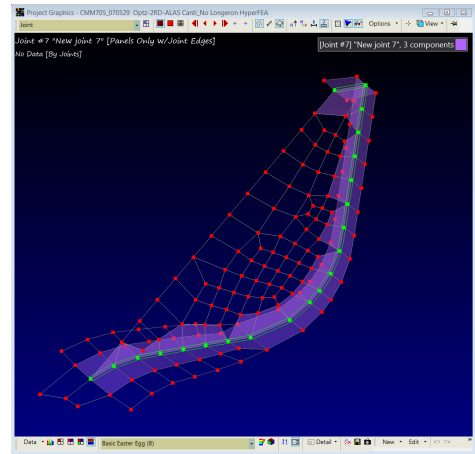 Project Graphics - CMM705_070529 Optz-2RD-ALAS Canti_No Longeron HyperFEA
Joint
Options
View
Joint #7 "New joint 7" [Panels Only W/Joint Edges]
[Joint #7] "New joint 7", 3 components
No Data [By Joints]
Data
Basic Easter Egg (8)
Detail
New
Edit